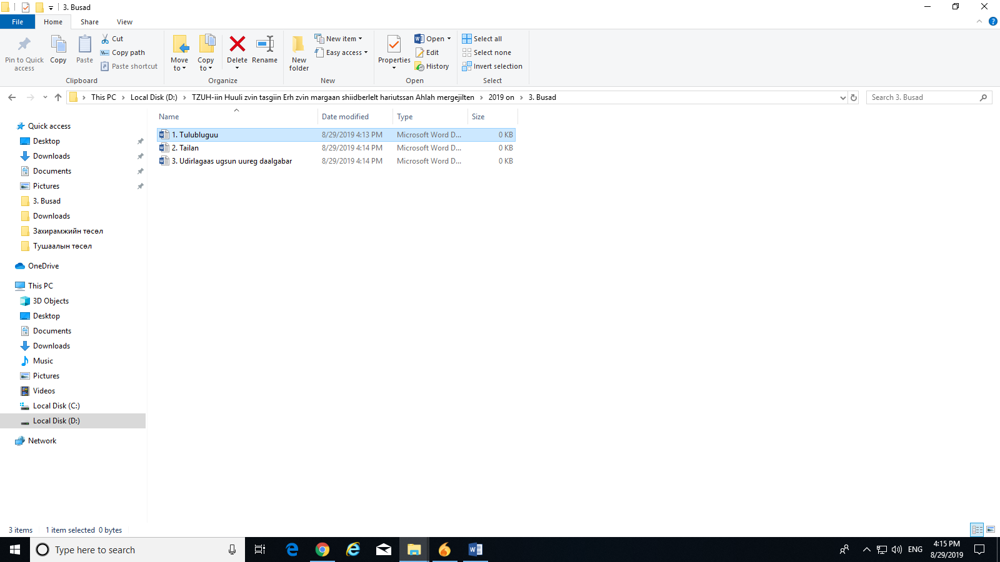 3. Busad
File Home Share View
Pin to Quick access
Copy
Paste
Cut
Copy path
Paste shortcut
Clipboard
Move to
Copy to
Delete
Rename
Organize
New folder
New item
Easy access
New
Properties
Open
Edit
History
Open
Select all
Select none
Invert selection
Select
This PC Local Disk (D:) TZUH-iin Huuli zvin tasgiin Erh zvin margaan shiidberlelt hariutssan Ahlah mergejilten 2019 on 3. Busad
Search 3. Busad
Quick access
Desktop
Downloads
Documents
Pictures
3. Busad
Downloads
Захирамжийн төсөл
Тушаалын төсөл
OneDrive
This PC
3D Objects
Desktop
Documents
Downloads
Music
Pictures
Videos
Local Disk (C:)
Local Disk (D:)
Network
Name Date modified Type Size
1. Tulubluguu 8/29/2019 4:13 PM Microsoft Word D... 0 KB
2. Tailan 8/29/2019 4:14 PM Microsoft Word D... 0 KB
3. Udirlagaas ugsun uureg daalgabar 8/29/2019 4:14 PM Microsoft Word D... 0 KB
3 items 1 item selected 0 bytes
Type here to search
ENG
4:15 PM
8/29/2019